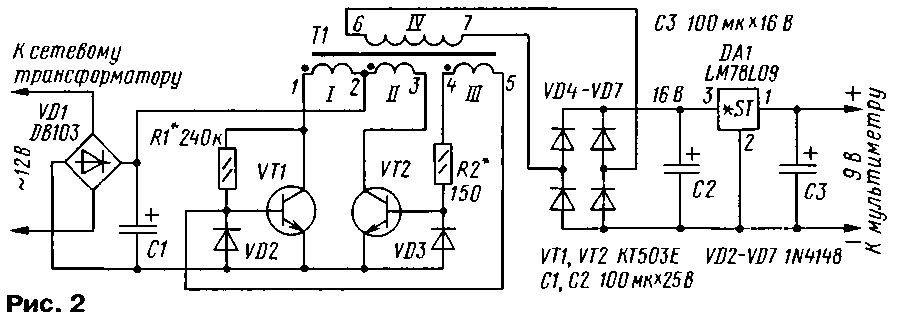 6 IV 7
C3 100 мк×16 В
К сетевому
трансформатору
T1
DA1
LM78L09
1 I 2 II 3 4 III 5
VD4-VD7 16 В 3 *ST 1 +
VD1
DB103
R1* 240к
2
~12В
VT1 VT2 R2*
150
9 В
К мультиметру
+ C1
+ C2
+ C3
VD2 VD3
VT1, VT2 КТ503Е VD2-VD7 1N4148
C1, C2 100 мк×25В
Рис. 2